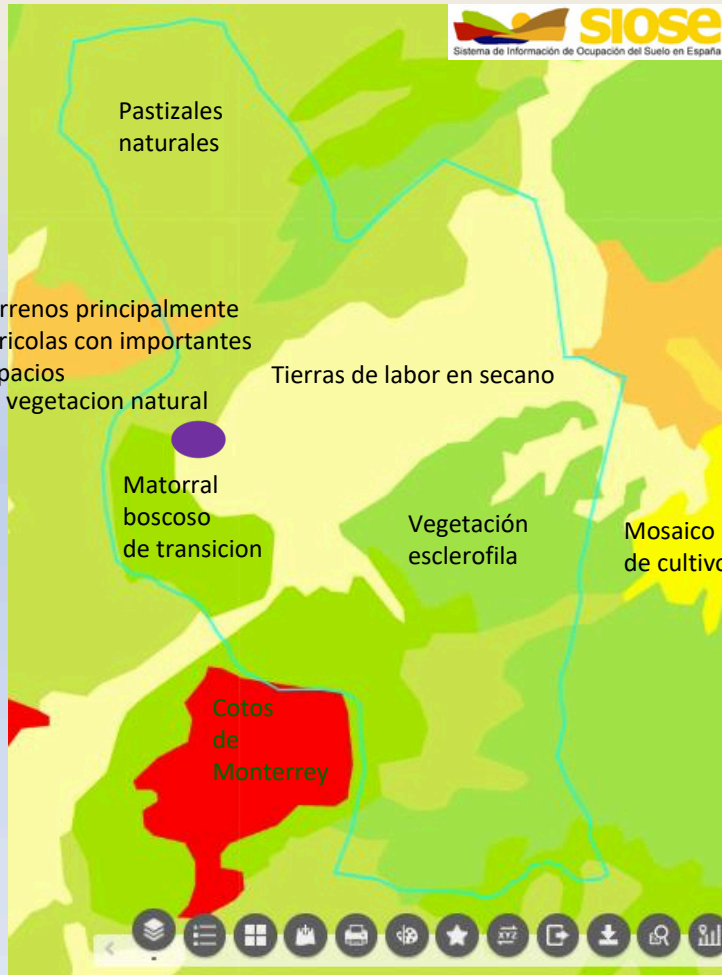 SIOSE
Sistema de Información de Ocupación del Suelo en España
Pastizales
naturales
rrenos principalmente
ricolas con importantes
pacios
vegetacion natural
Tierras de labor en secano
Matorral
boscoso
de transicion
Vegetación
esclerofila
Mosaico
de cultivo
Cotos
de
Monterrey
XYZ